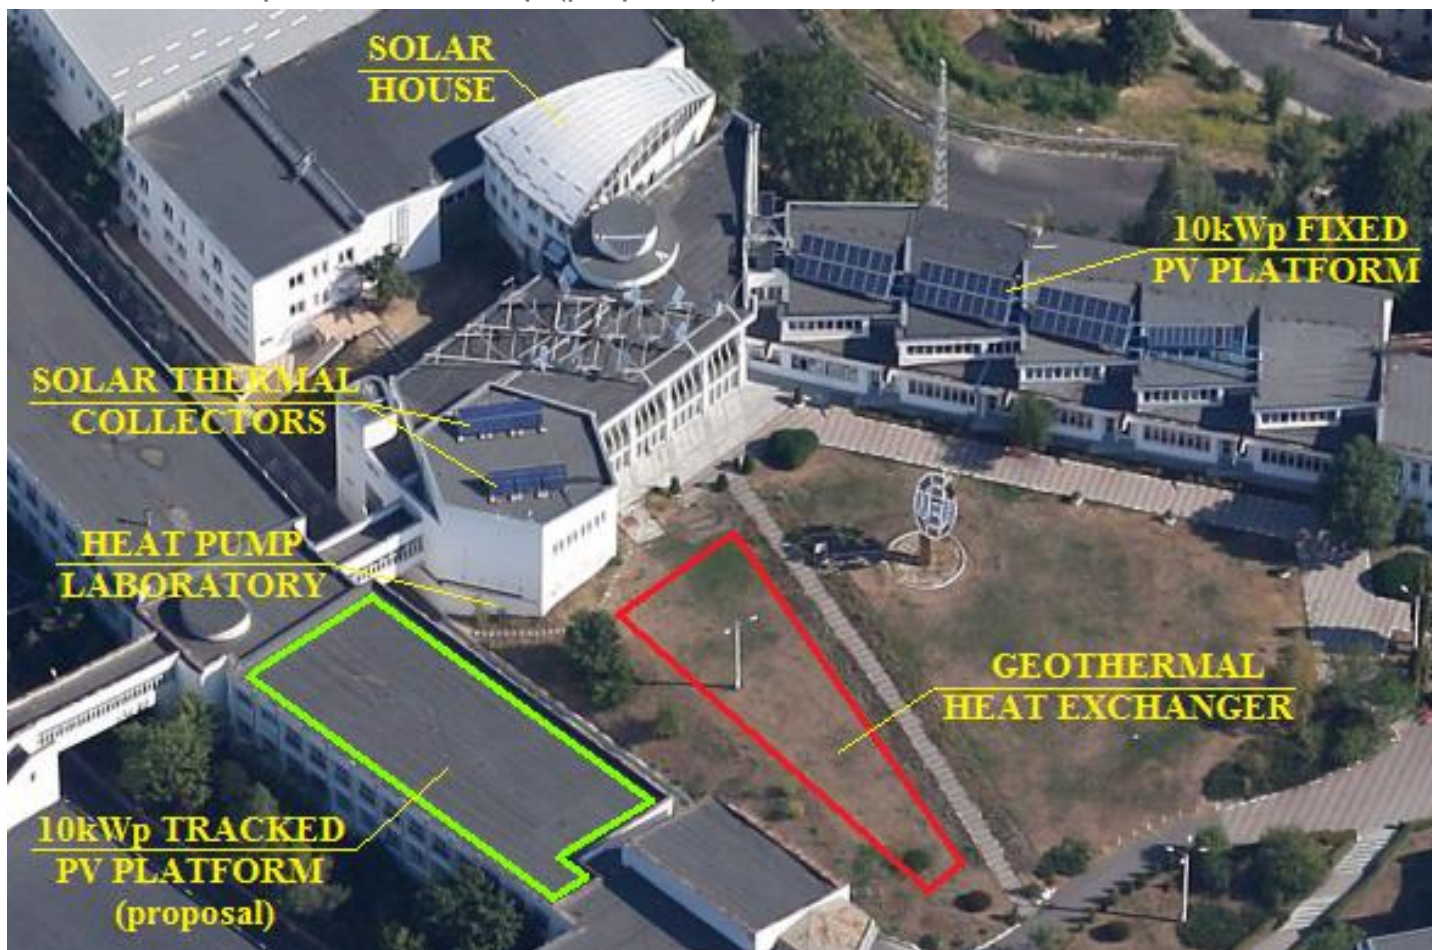 SOLAR
HOUSE
10kWp FIXED
PV PLATFORM
SOLAR THERMAL
COLLECTORS
HEAT PUMP
LABORATORY
GEOTHERMAL
HEAT EXCHANGER
10kWp TRACKED
PV PLATFORM
(proposal)